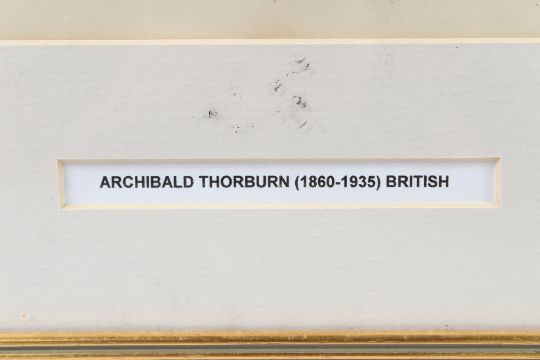 ARCHIBALD THORBURN (1860-1935) BRITISH